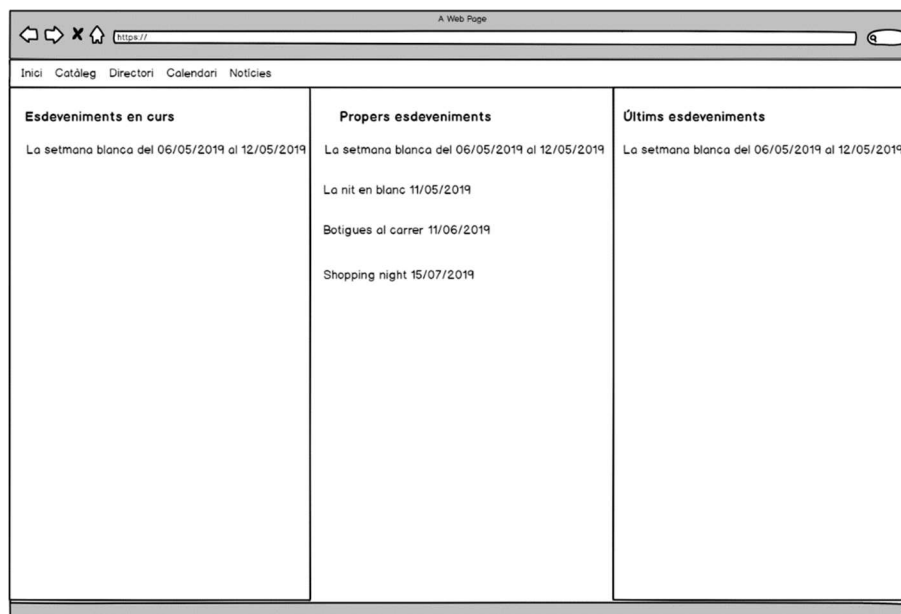 A Web Page
https://
Inici Catàleg Directori Calendari Notícies
Esdeveniments en curs
La setmana blanca del 06/05/2019 al 12/05/2019
Propers esdeveniments
La setmana blanca del 06/05/2019 al 12/05/2019
La nit en blanc 11/05/2019
Botigues al carrer 11/06/2019
Shopping night 15/07/2019
Últims esdeveniments
La setmana blanca del 06/05/2019 al 12/05/2019